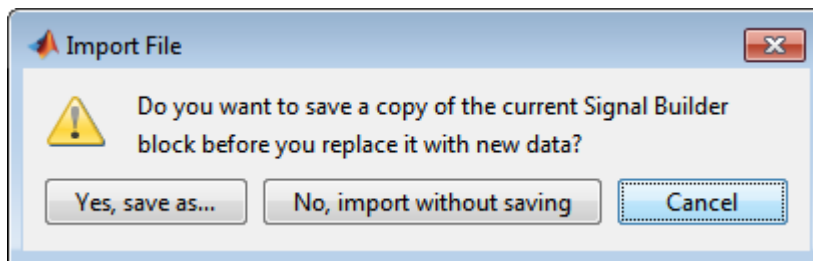 Import File
Do you want to save a copy of the current Signal Builder
block before you replace it with new data?
Yes, save as... No, import without saving Cancel